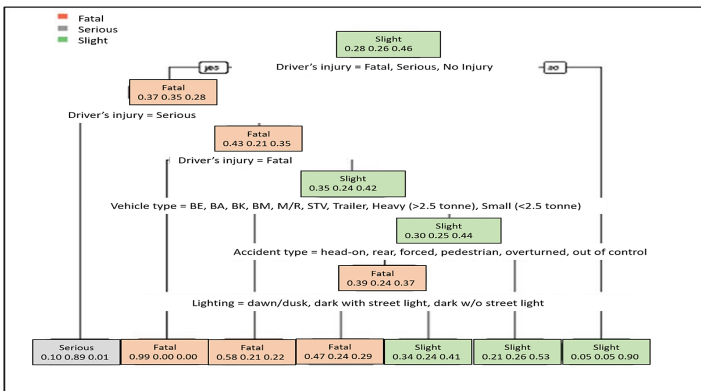 Fatal
Serious
Slight
Slight
0.28 0.26 0.46
yes
Driver's injury = Fatal, Serious, No Injury
no
Fatal
0.37 0.35 0.28
Driver's injury = Serious
Fatal
0.43 0.21 0.35
Driver's injury = Fatal
Slight
0.35 0.24 0.42
Vehicle type = BE, BA, BK, BM, M/R, STV, Trailer, Heavy (>2.5 tonne), Small (<2.5 tonne)
Slight
0.30 0.25 0.44
Accident type = head-on, rear, forced, pedestrian, overturned, out of control
Fatal
0.39 0.24 0.37
Lighting = dawn/dusk, dark with street light, dark w/o street light
Serious
0.10 0.89 0.01
Fatal
0.99 0.00 0.00
Fatal
0.58 0.21 0.22
Fatal
0.47 0.24 0.29
Slight
0.34 0.24 0.41
Slight
0.21 0.26 0.53
Slight
0.05 0.05 0.90